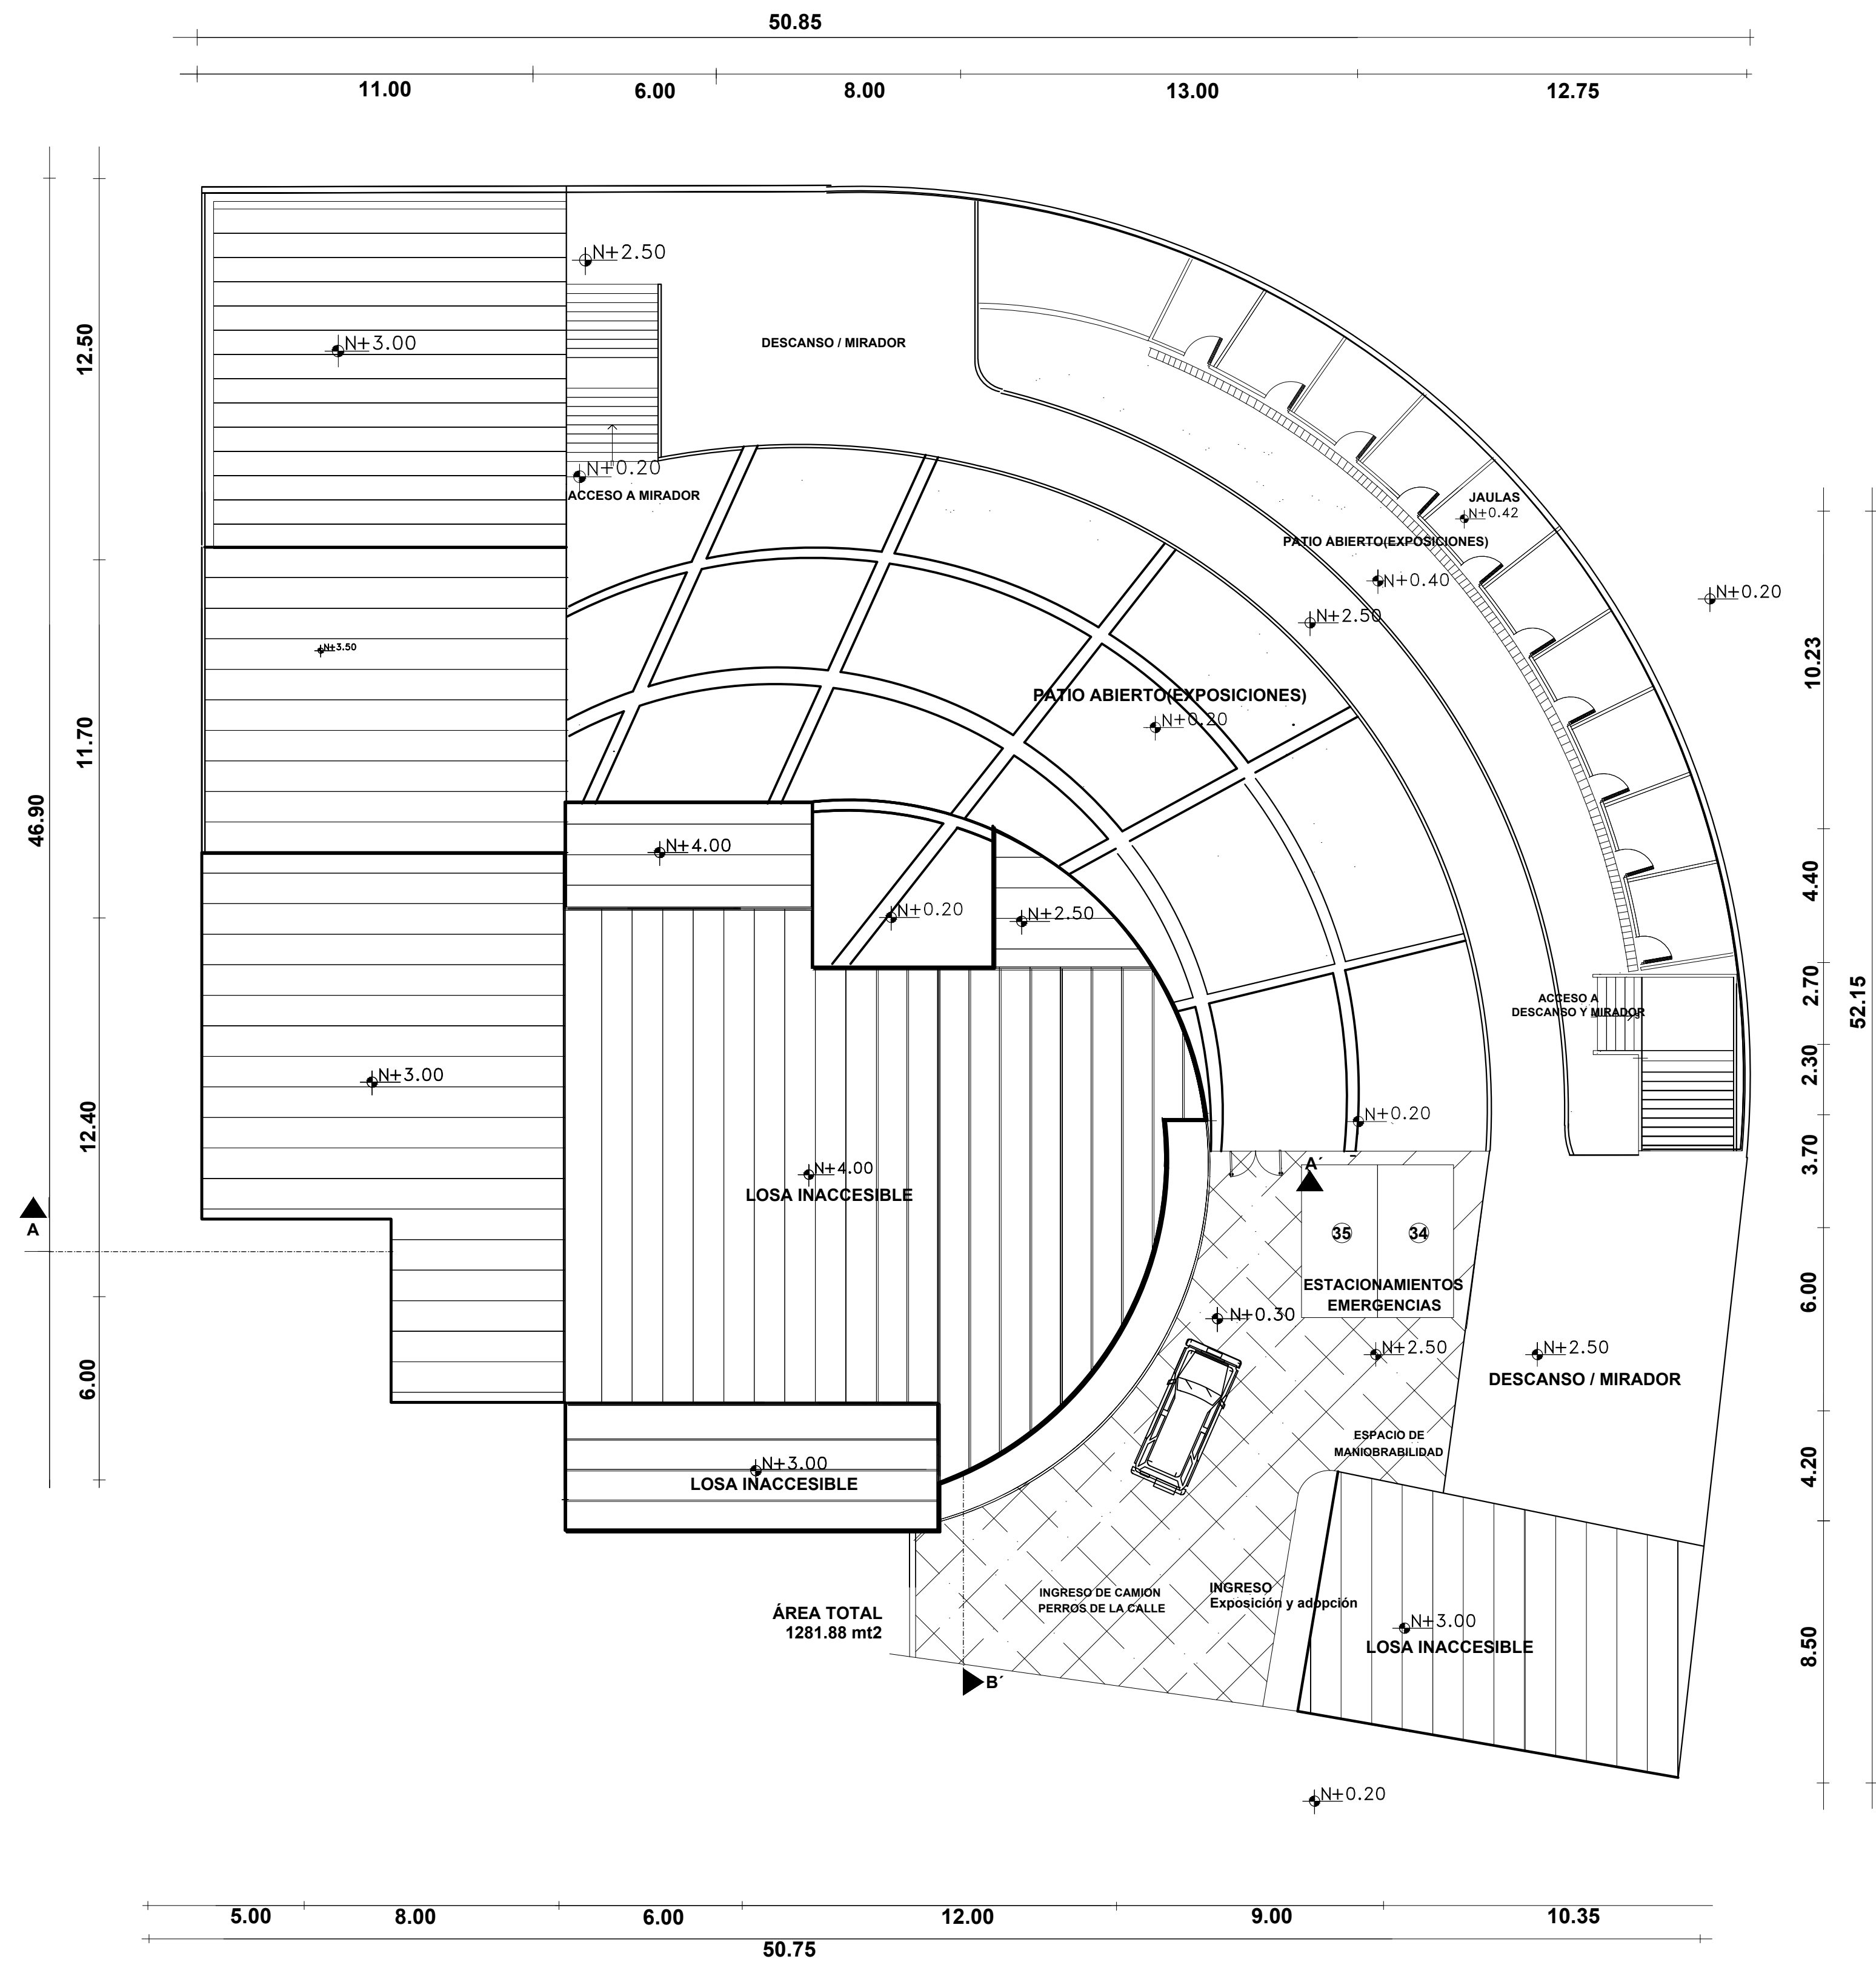 50.85
11.00
6.00
8.00
13.00
12.75
N+2.50
N+3.00
DESCANSO / MIRADOR
12.50
N+0.20
ACCESO A MIRADOR
JAULAS
N+0.42
PATIO ABIERTO(EXPOSICIONES)
N+0.40
N+0.20
N+2.50
N+3.50
10.23
PATIO ABIERTO(EXPOSICIONES)
N+0.20
11.70
46.90
N+4.00
4.40
N+0.20
N+2.50
2.70
52.15
ACCESO A
DESCANSO Y MIRADOR
2.30
N+3.00
12.40
N+0.20
3.70
A´
N+4.00
LOSA INACCESIBLE
A
35
34
ESTACIONAMIENTOS
EMERGENCIAS
6.00
N+0.30
N+2.50
N+2.50
DESCANSO / MIRADOR
6.00
ESPACIO DE
MANIOBRABILIDAD
4.20
N+3.00
LOSA INACCESIBLE
INGRESO DE CAMION
PERROS DE LA CALLE
INGRESO
Exposición y adopción
ÁREA TOTAL
1281.88 mt2
N+3.00
LOSA INACCESIBLE
8.50
B´
N+0.20
5.00
8.00
6.00
12.00
9.00
10.35
50.75